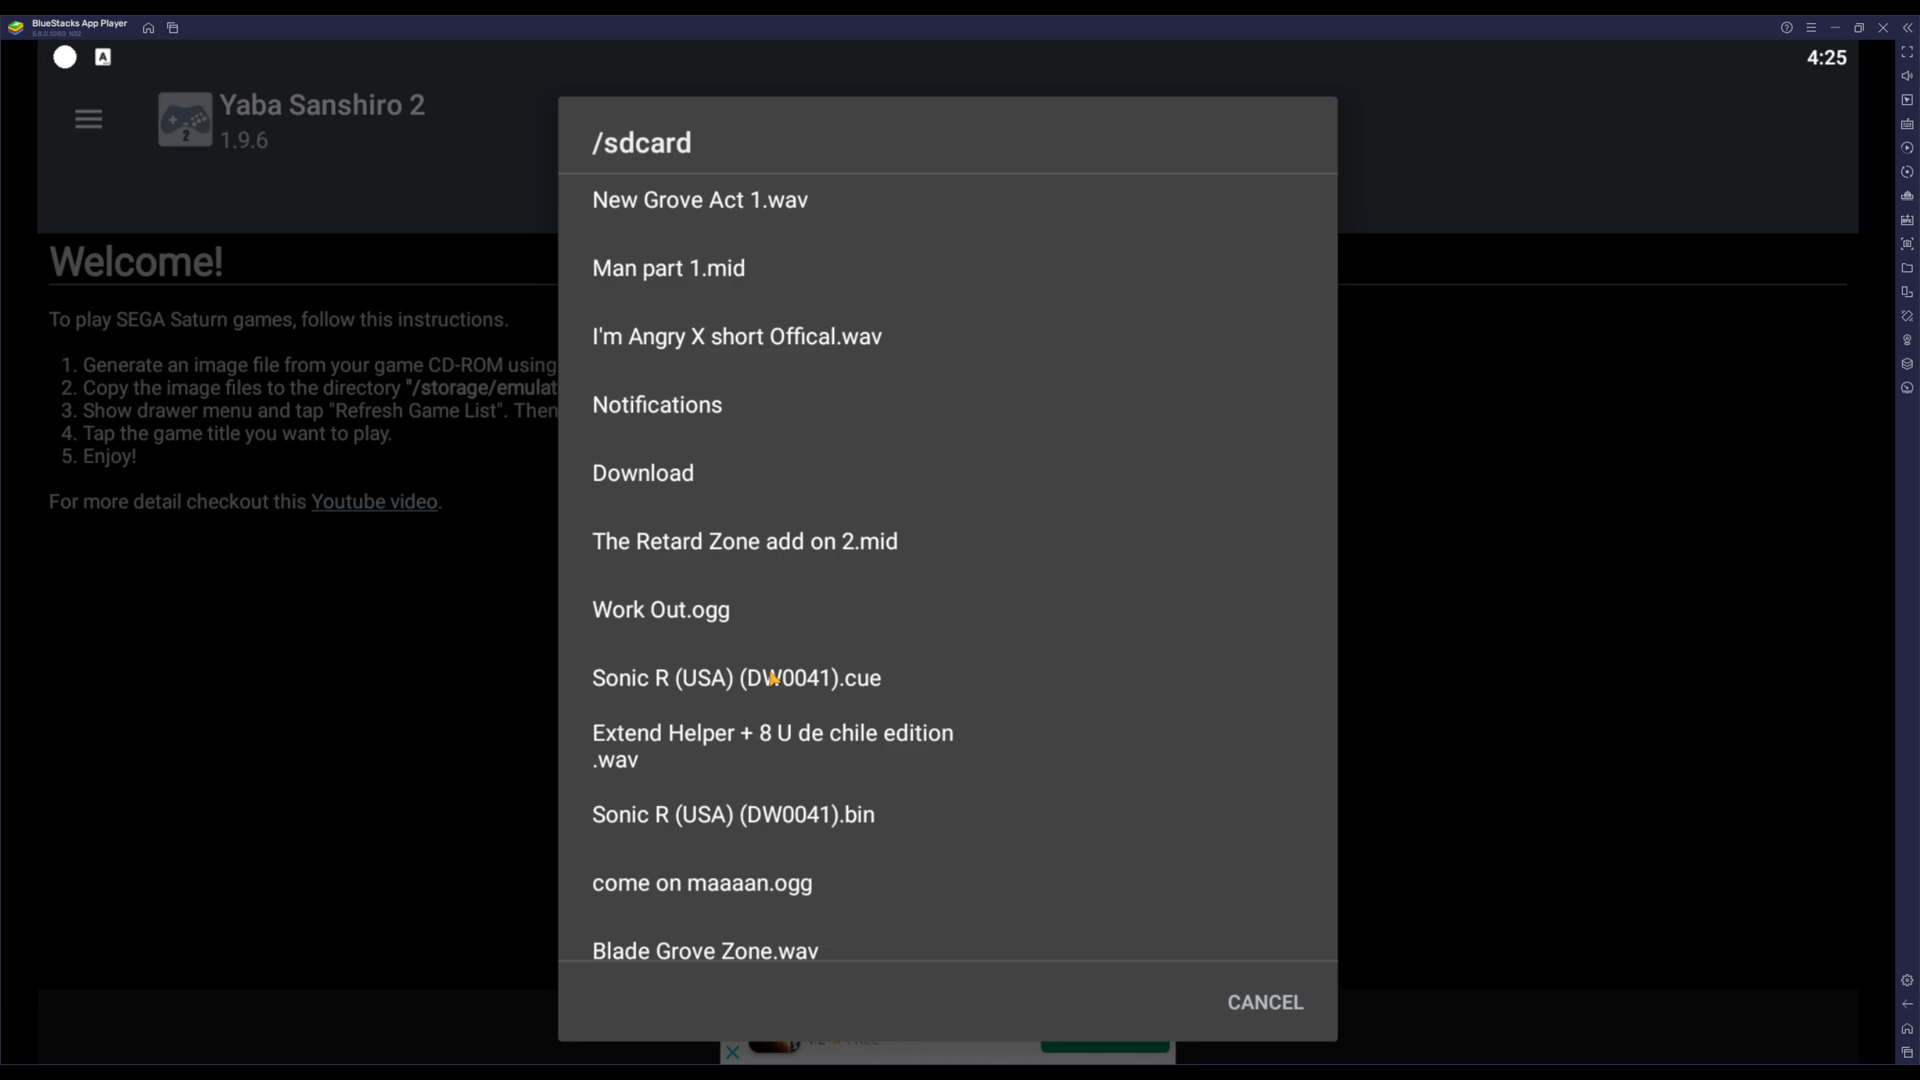 BlueStacks App Player
5.8.0.1080 N32
A
4:25
Yaba Sanshiro 2
2
1.9.6
/sdcard
New Grove Act 1.wav
Man part 1.mid
I'm Angry X short Offical.wav
Notifications
Download
The Retard Zone add on 2.mid
Work Out.ogg
Sonic R (USA) (DW0041).cue
Extend Helper + 8 U de chile edition
.wav
Sonic R (USA) (DW0041).bin
come on maaaan.ogg
Blade Grove Zone.wav
CANCEL
Welcome!
To play SEGA Saturn games, follow this instructions.
1. Generate an image file from your game CD-ROM using
2. Copy the image files to the directory "/storage/emulat
3. Show drawer menu and tap "Refresh Game List". Then
4. Tap the game title you want to play.
5. Enjoy!
For more detail checkout this Youtube video.